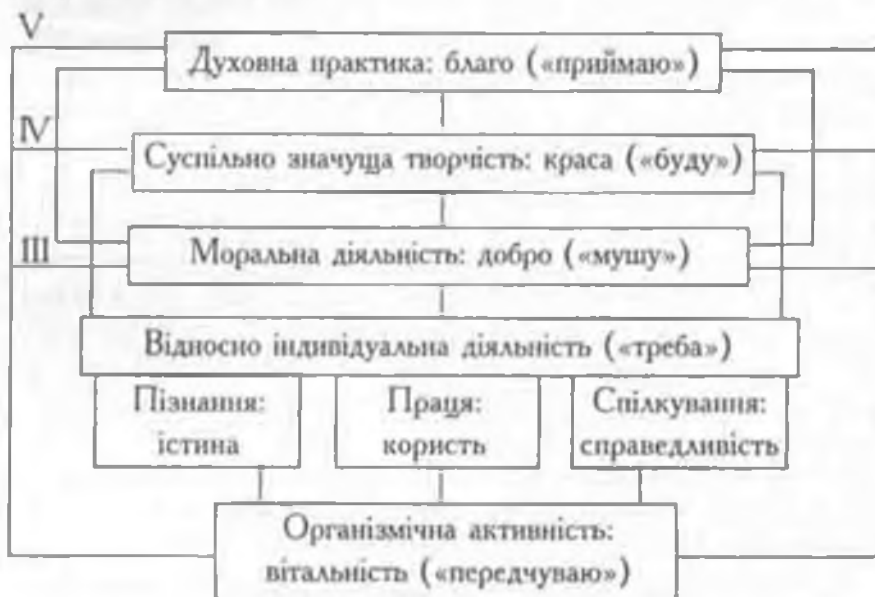 V
Духовна практика: благо («приймаю»)
IV
Суспільно значуща творчість: краса («буду»)
III
Моральна діяльність: добро («мушу»)
Відносно індивідуальна діяльність («треба»)
Пізнання:
істина
Праця:
користь
Спілкування:
справедливість
Організмічна активність:
вітальність («передчуваю»)